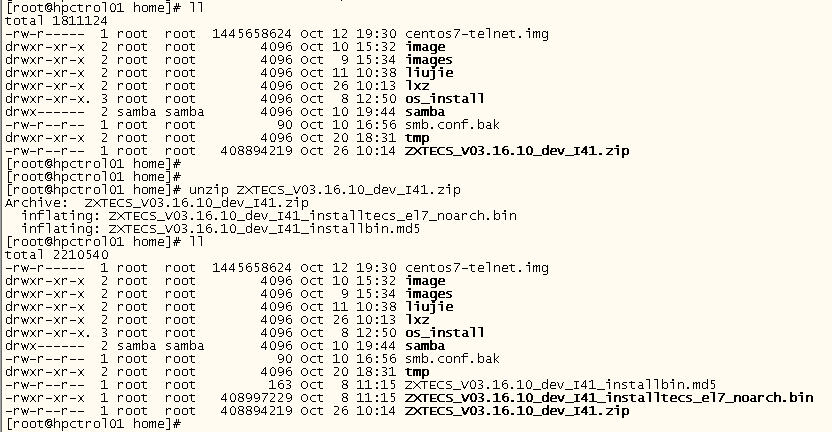 [root@hpctrol01 home]# ll
total 1811124
-rw-r----- 1 root root 1445658624 Oct 12 19:30 centos7-telnet.img
drwxr-xr-x 2 root root 4096 Oct 10 15:32 image
drwxr-xr-x 2 root root 4096 Oct 9 15:34 images
drwxr-xr-x 2 root root 4096 Oct 11 10:38 liujie
drwxr-xr-x 2 root root 4096 Oct 26 10:13 lxz
drwxr-xr-x. 3 root root 4096 Oct 8 12:50 os_install
drwx------ 2 samba samba 4096 Oct 10 19:44 samba
-rw-r--r-- 1 root root 90 Oct 10 16:56 smb.conf.bak
drwxr-xr-x 2 root root 4096 Oct 20 18:31 tmp
-rw-r--r-- 1 root root 408894219 Oct 26 10:14 ZXTECS_V03.16.10_dev_I41.zip
[root@hpctrol01 home]#
[root@hpctrol01 home]#
[root@hpctrol01 home]# unzip ZXTECS_V03.16.10_dev_I41.zip
Archive: ZXTECS_V03.16.10_dev_I41.zip
inflating: ZXTECS_V03.16.10_dev_I41_installtecs_el7_noarch.bin
inflating: ZXTECS_V03.16.10_dev_I41_installbin.md5
[root@hpctrol01 home]# ll
total 2210540
-rw-r----- 1 root root 1445658624 Oct 12 19:30 centos7-telnet.img
drwxr-xr-x 2 root root 4096 Oct 10 15:32 image
drwxr-xr-x 2 root root 4096 Oct 9 15:34 images
drwxr-xr-x 2 root root 4096 Oct 11 10:38 liujie
drwxr-xr-x 2 root root 4096 Oct 26 10:13 lxz
drwxr-xr-x. 3 root root 4096 Oct 8 12:50 os_install
drwx------ 2 samba samba 4096 Oct 10 19:44 samba
-rw-r--r-- 1 root root 90 Oct 10 16:56 smb.conf.bak
drwxr-xr-x 2 root root 4096 Oct 20 18:31 tmp
-rw-r--r-- 1 root root 163 Oct 8 11:15 ZXTECS_V03.16.10_dev_I41_installbin.md5
-rwxr-xr-x 1 root root 408997229 Oct 8 11:15 ZXTECS_V03.16.10_dev_I41_installtecs_el7_noarch.bin
-rw-r--r-- 1 root root 408894219 Oct 26 10:14 ZXTECS_V03.16.10_dev_I41.zip
[root@hpctrol01 home]#